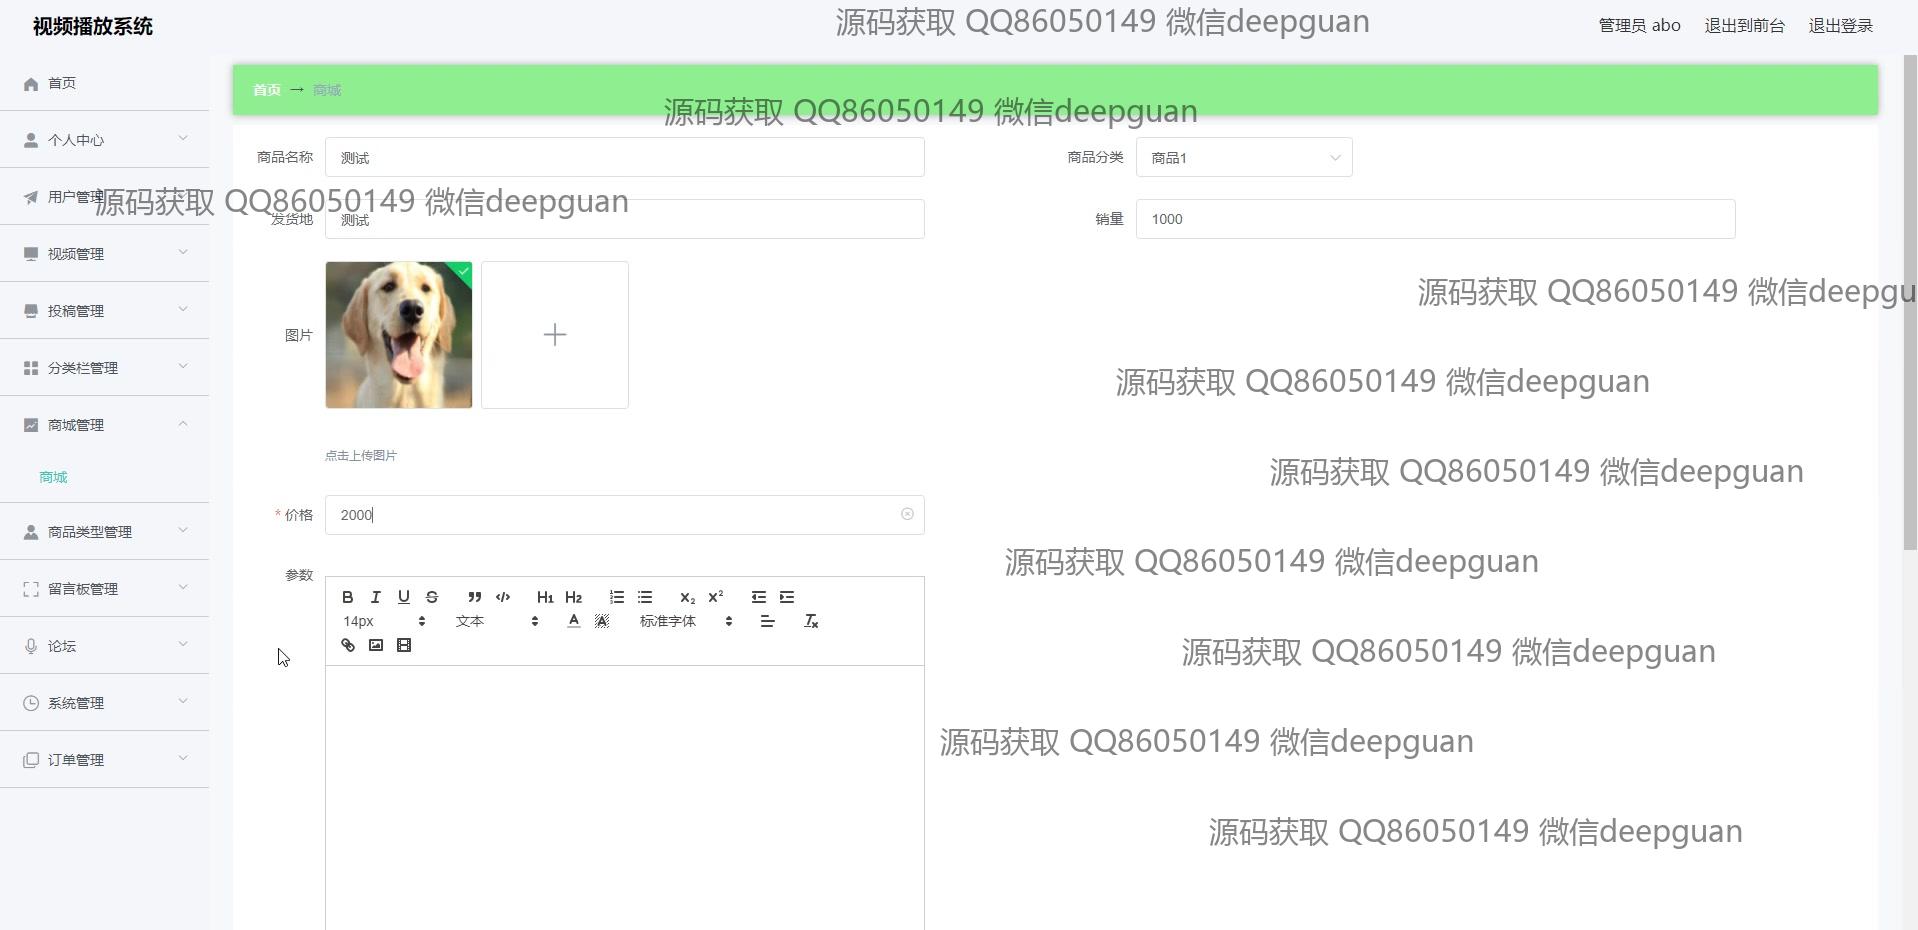 视频播放系统
源码获取 QQ86050149 微信deepguan
管理员 abo 退出到前台 退出登录
首页
首页 → 商城
源码获取 QQ86050149 微信deepguan
个人中心
商品名称 测试 商品分类 商品1
用户管理
源码获取 QQ86050149 微信deepguan
发货地 测试 销量 1000
视频管理
源码获取 QQ86050149 微信deepgu
投稿管理
图片
分类栏管理
源码获取 QQ86050149 微信deepguan
商城管理
点击上传图片
商城
源码获取 QQ86050149 微信deepguan
* 价格 2000
商品类型管理
源码获取 QQ86050149 微信deepguan
参数
留言板管理
B I U S H1 H2 X2 X2
14px 文本 A A 标准字体 Tx
论坛
源码获取 QQ86050149 微信deepguan
系统管理
源码获取 QQ86050149 微信deepguan
订单管理
源码获取 QQ86050149 微信deepguan